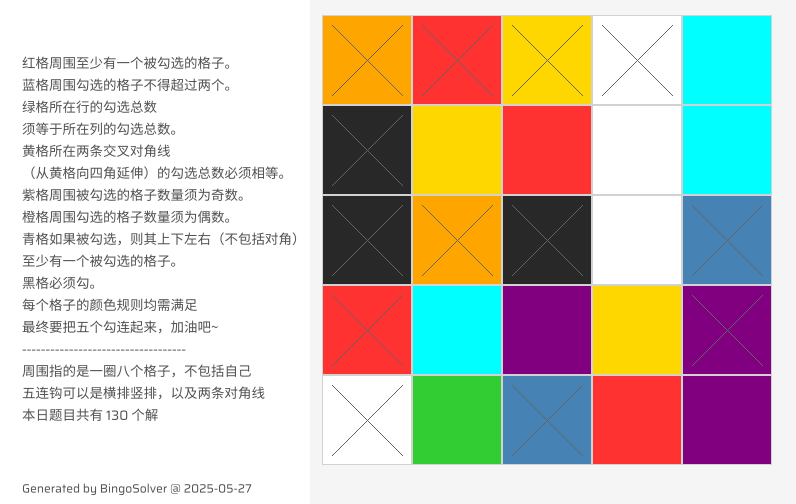 红格周围至少有一个被勾选的格子。
蓝格周围勾选的格子不得超过两个。
绿格所在行的勾选总数
须等于所在列的勾选总数。
黄格所在两条交叉对角线
（从黄格向四角延伸）的勾选总数必须相等。
紫格周围被勾选的格子数量须为奇数。
橙格周围勾选的格子数量须为偶数。
青格如果被勾选，则其上下左右（不包括对角）
至少有一个被勾选的格子。
黑格必须勾。
每个格子的颜色规则均需满足
最终要把五个勾连起来，加油吧~
----------------------------------
周围指的是一圈八个格子，不包括自己
五连钩可以是横排竖排，以及两条对角线
本日题目共有 130 个解
Generated by BingoSolver @ 2025-05-27